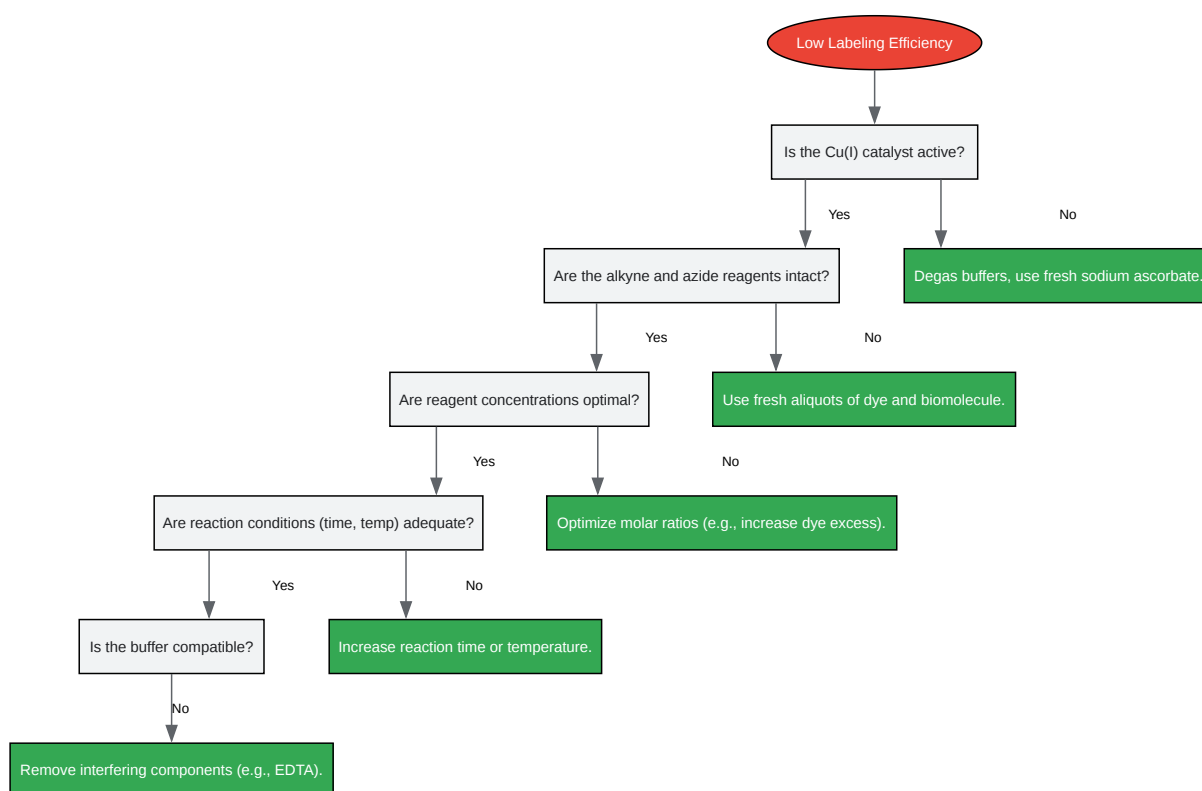 Low Labeling Efficiency
Is the Cu(I) catalyst active?
Yes
No
Are the alkyne and azide reagents intact?
Degas buffers, use fresh sodium ascorbate.
Yes
No
Are reagent concentrations optimal?
Use fresh aliquots of dye and biomolecule.
Yes
No
Are reaction conditions (time, temp) adequate?
Optimize molar ratios (e.g., increase dye excess).
Yes
No
Is the buffer compatible?
Increase reaction time or temperature.
No
Remove interfering components (e.g., EDTA).